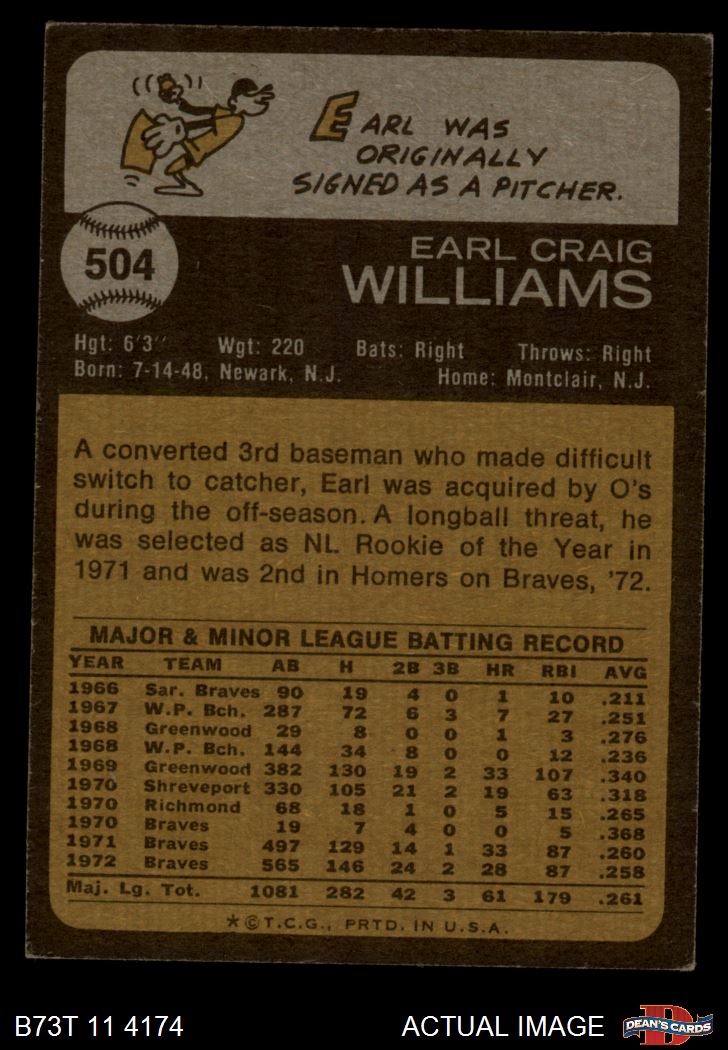 EARL WAS
ORIGINALLY
SIGNED AS A PITCHER.
504
EARL CRAIG
WILLIAMS
Hgt: 6'3" Wgt: 220 Bats: Right Throws: Right
Born: 7-14-48, Newark, N.J. Home: Montclair, N.J.
A converted 3rd baseman who made difficult
switch to catcher, Earl was acquired by O's
during the off-season. A longball threat, he
was selected as NL Rookie of the Year in
1971 and was 2nd in Homers on Braves, '72.
MAJOR & MINOR LEAGUE BATTING RECORD
YEAR TEAM AB H 2B 3B HR RBI AVG
1966 Sar. Braves 90 19 4 0 1 10 .211
1967 W.P. Bch. 287 72 6 3 7 27 .251
1968 Greenwood 29 8 0 0 1 3 .276
1968 W.P. Bch. 144 34 8 0 0 12 .236
1969 Greenwood 382 130 19 2 33 107 .340
1970 Shreveport 330 105 21 2 19 63 .318
1970 Richmond 68 18 1 0 5 15 .265
1970 Braves 19 7 4 0 0 5 .368
1971 Braves 497 129 14 1 33 87 .260
1972 Braves 565 146 24 2 28 87 .258
Maj. Lg. Tot. 1081 282 42 3 61 179 .261
*©T.C.G., PRTD. IN U.S.A.
B73T 11 4174 ACTUAL IMAGE D DEAN'S CARDS